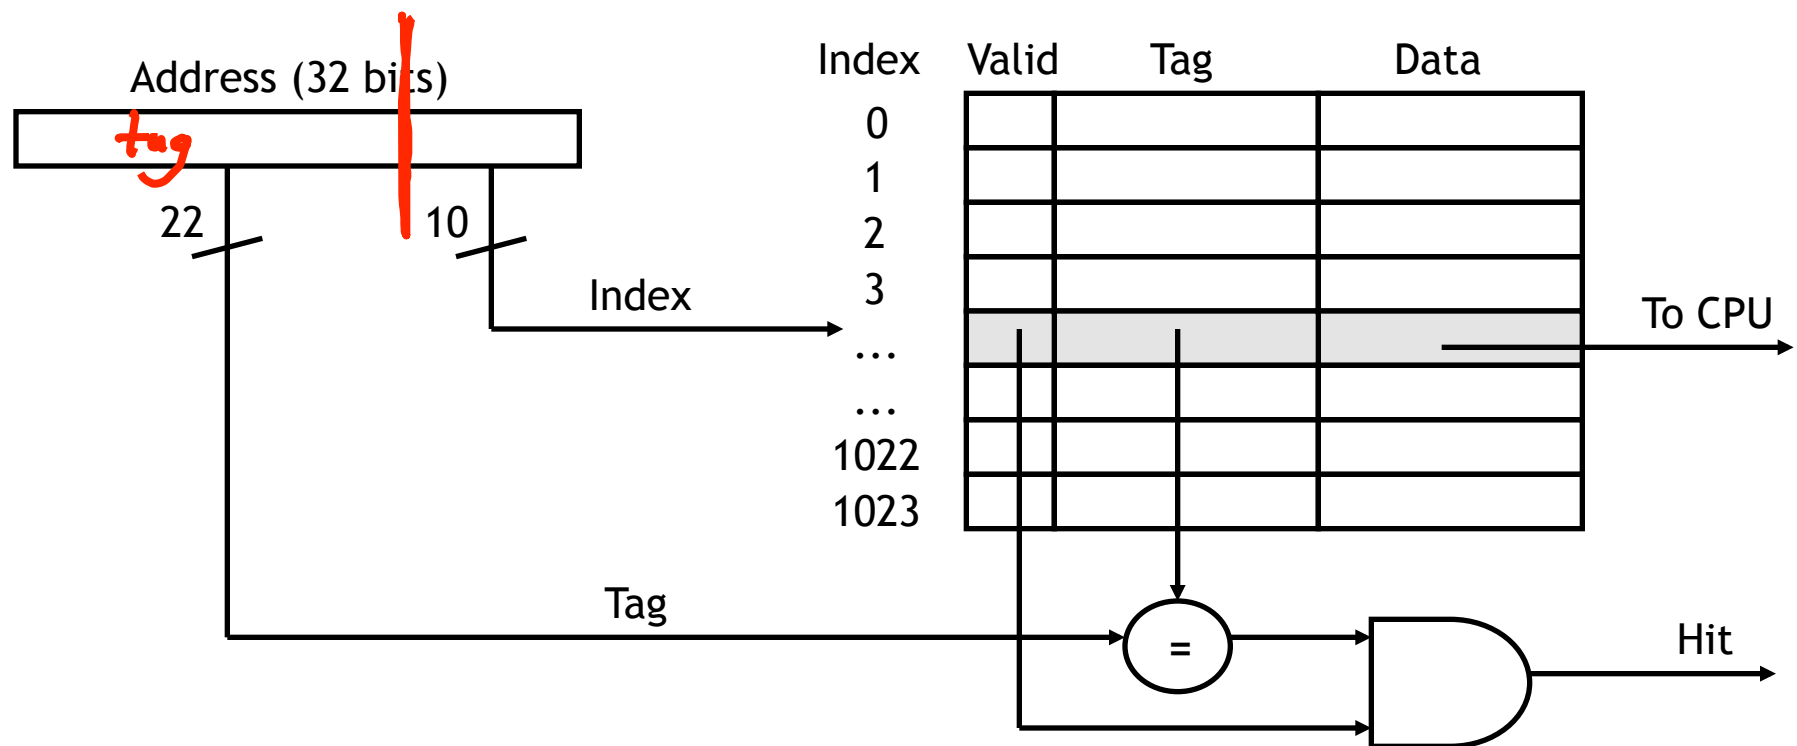 Address (32 bits)
tag
22
10
Index
Index Valid Tag Data
0
1
2
3
...
...
1022
1023
To CPU
Tag
=
Hit